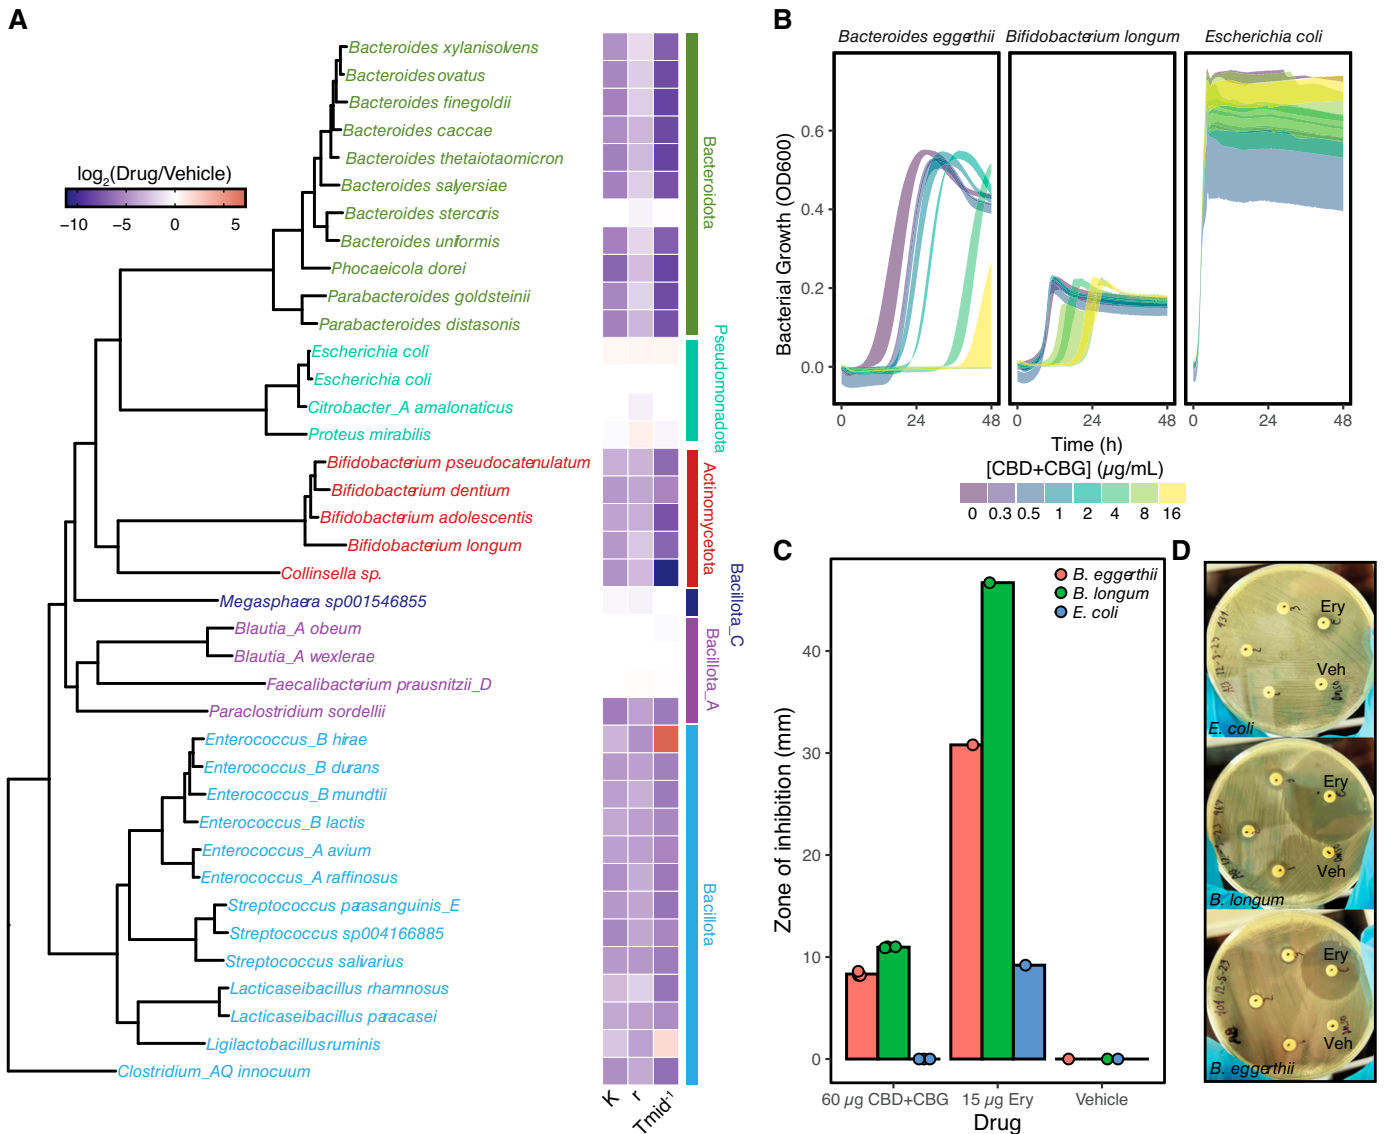 A
log2(Drug/Vehicle)
−10 −5 0 5
Bacteroides xylanisolvens
Bacteroides ovatus
Bacteroides finegoldii
Bacteroides caccae
Bacteroides thetaiotaomicron
Bacteroides salyersiae
Bacteroides stercoris
Bacteroides uniformis
Phocaeicola dorei
Parabacteroides goldsteinii
Parabacteroides distasonis
Escherichia coli
Escherichia coli
Citrobacter_A amalonaticus
Proteus mirabilis
Bifidobacterium pseudocatenulatum
Bifidobacterium dentium
Bifidobacterium adolescentis
Bifidobacterium longum
Collinsella sp.
Megasphaera sp001546855
Blautia_A obeum
Blautia_A wexlerae
Faecalibacterium prausnitzii_D
Paraclostridium sordellii
Enterococcus_B hirae
Enterococcus_B durans
Enterococcus_B mundtii
Enterococcus_B lactis
Enterococcus_A avium
Enterococcus_A raffinosus
Streptococcus parasanguinis_E
Streptococcus sp004166885
Streptococcus salivarius
Lacticaseibacillus rhamnosus
Lacticaseibacillus paracasei
Ligilactobacillus ruminis
Clostridium_AQ innocuum
Bacteroidota
Pseudomonadota
Actinomycetota
Bacillota_C
Bacillota_A
Bacillota
K r Tmid-1
B
Bacteroides eggerthii Bifidobacterium longum Escherichia coli
Bacterial Growth (OD600)
0.6
0.4
0.2
0.0
0 24 48 0 24 48 0 24 48
Time (h)
[CBD+CBG] (µg/mL)
0 0.3 0.5 1 2 4 8 16
C
Zone of inhibition (mm)
40
30
20
10
0
B. eggerthii
B. longum
E. coli
60 µg CBD+CBG 15 µg Ery Vehicle
Drug
D
Ery
Veh
E. coli
Ery
Veh
B. longum
Ery
Veh
B. eggerthii